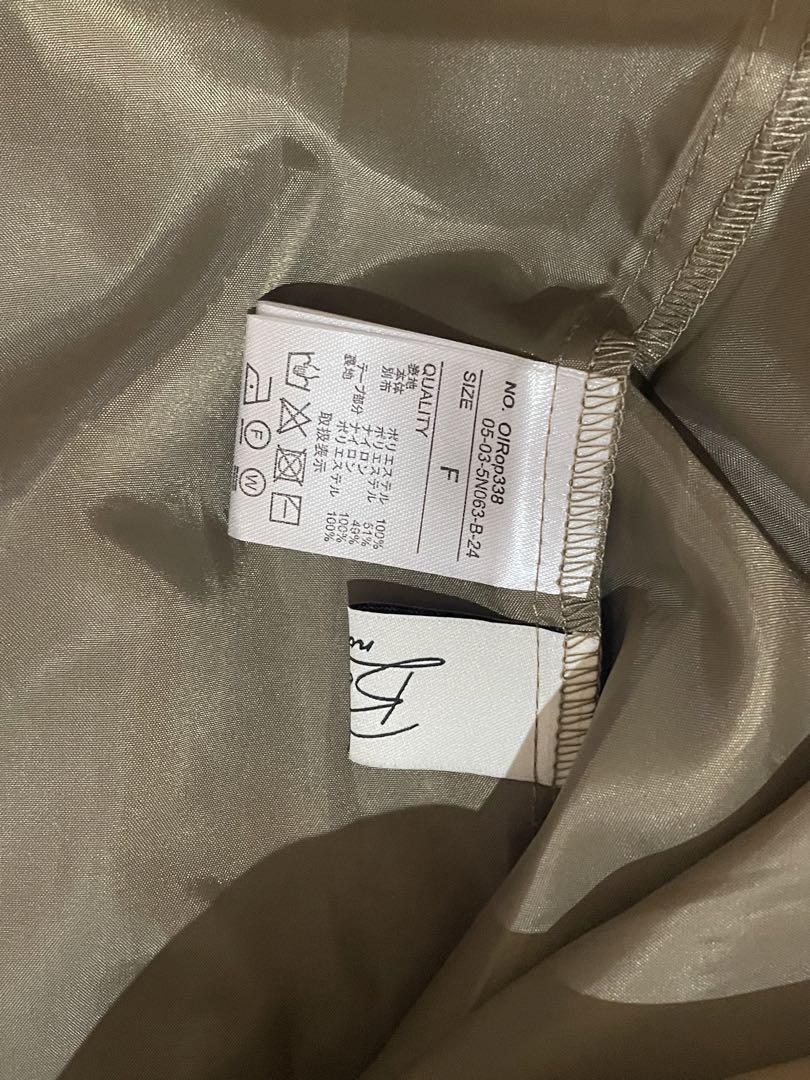 NO. OIRop338
05-03-5N063-B-24
SIZE
F
QUALITY
表地
本体 ポリエステル 100%
別布 ポリエステル 51%
ナイロン 49%
テープ部分 ナイロン 100%
裏地 ポリエステル 100%
取扱表示
F
W